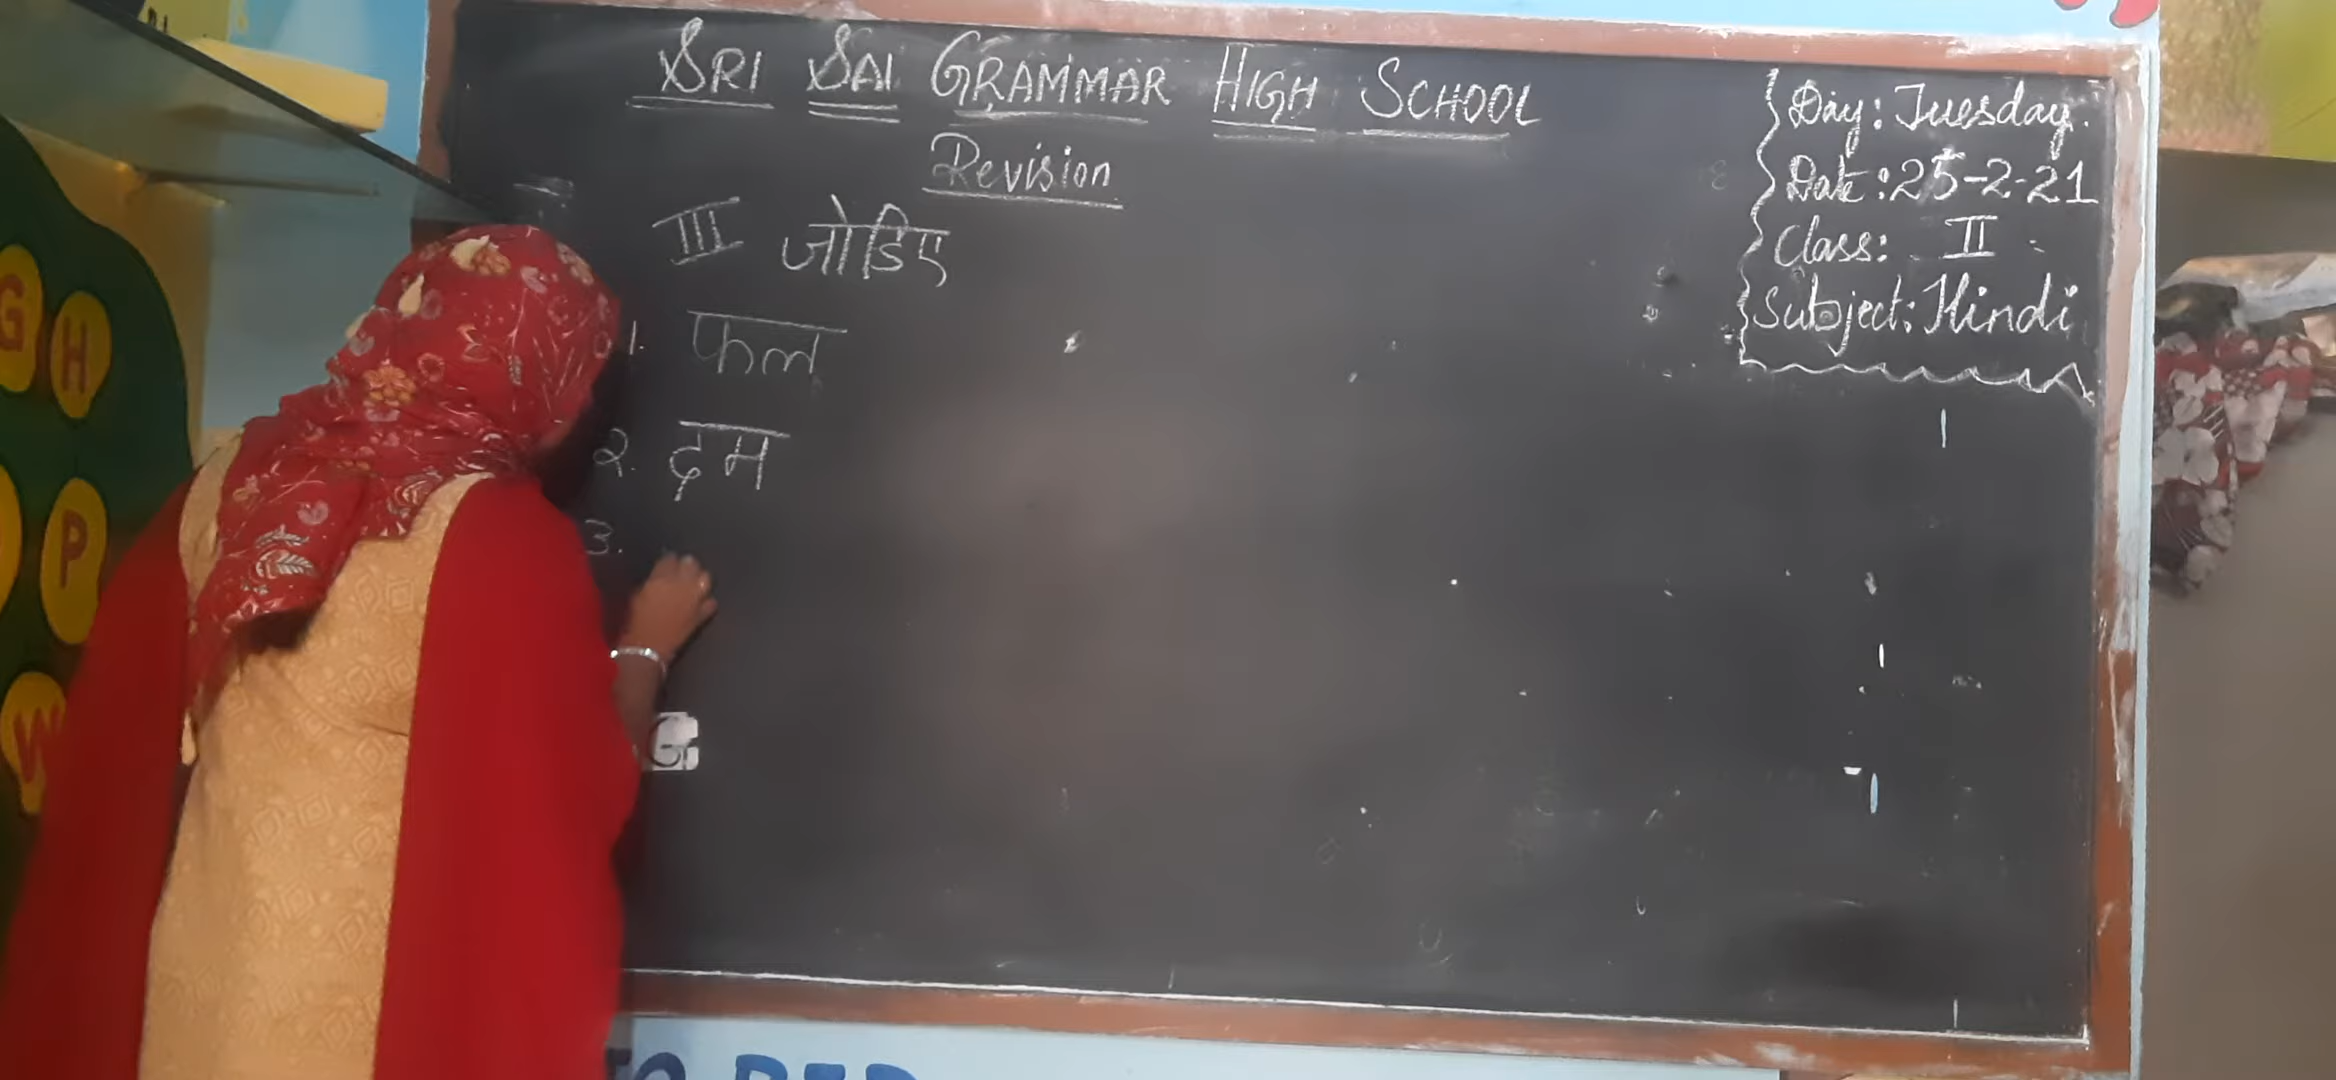 SRI SAI GRAMMAR HIGH SCHOOL
Revision
Day: Tuesday.
Date: 25-2-21
Class: II
Subject: Hindi
III जोडिए
1. फल
2. दम
3.
G H
P
W